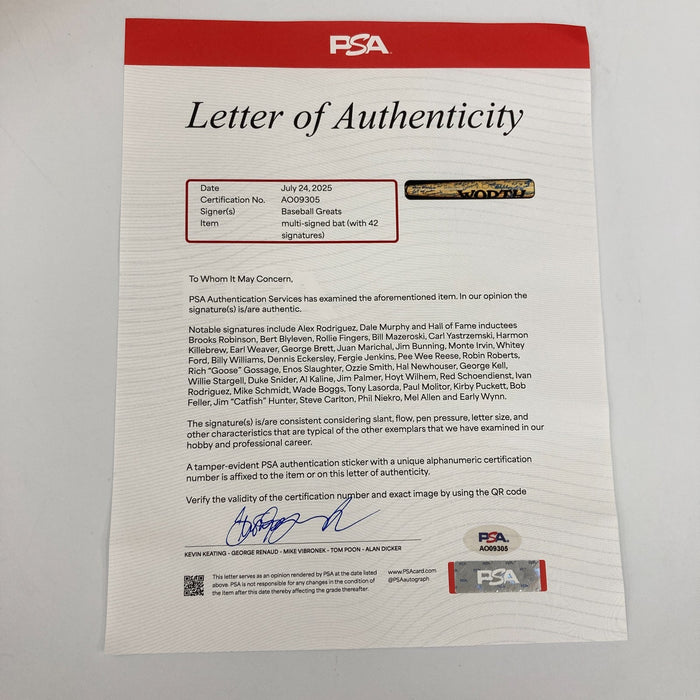 PSA
Letter of Authenticity
Date July 24, 2025
Certification No. AO09305
Signer(s) Baseball Greats
Item multi-signed bat (with 42
signatures)
WORTH
To Whom It May Concern,
PSA Authentication Services has examined the aforementioned item. In our opinion the
signature(s) is/are authentic.
Notable signatures include Alex Rodriguez, Dale Murphy and Hall of Fame inductees
Brooks Robinson, Bert Blyleven, Rollie Fingers, Bill Mazeroski, Carl Yastrzemski, Harmon
Killebrew, Earl Weaver, George Brett, Juan Marichal, Jim Bunning, Monte Irvin, Whitey
Ford, Billy Williams, Dennis Eckersley, Fergie Jenkins, Pee Wee Reese, Robin Roberts,
Rich "Goose" Gossage, Enos Slaughter, Ozzie Smith, Hal Newhouser, George Kell,
Willie Stargell, Duke Snider, Al Kaline, Jim Palmer, Hoyt Wilhem, Red Schoendienst, Ivan
Rodriguez, Mike Schmidt, Wade Boggs, Tony Lasorda, Paul Molitor, Kirby Puckett, Bob
Feller, Jim "Catfish" Hunter, Steve Carlton, Phil Niekro, Mel Allen and Early Wynn.
The signature(s) is/are consistent considering slant, flow, pen pressure, letter size, and
other characteristics that are typical of the other exemplars that we have examined in our
hobby and professional career.
A tamper-evident PSA authentication sticker with a unique alphanumeric certification
number is affixed to the item or on this letter of authenticity.
Verify the validity of the certification number and exact image by using the QR code
KEVIN KEATING - GEORGE RENAUD - MIKE VIBRONEK - TOM POON - ALAN DICKER
PSA
AO09305
This letter serves as an opinion rendered by PSA at the date listed
above. PSA is not responsible for any changes in the condition of
the item after this date thereby affecting the grade thereafter.
www.PSAcard.com
@PSAautograph
PSA